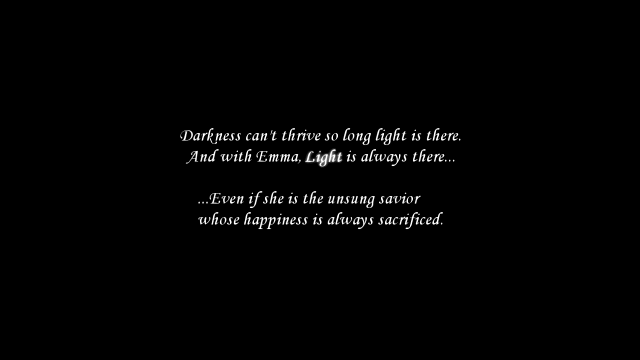 Darkness can't thrive so long light is there.
And with Emma, Light is always there...
...Even if she is the unsung savior
whose happiness is always sacrificed.